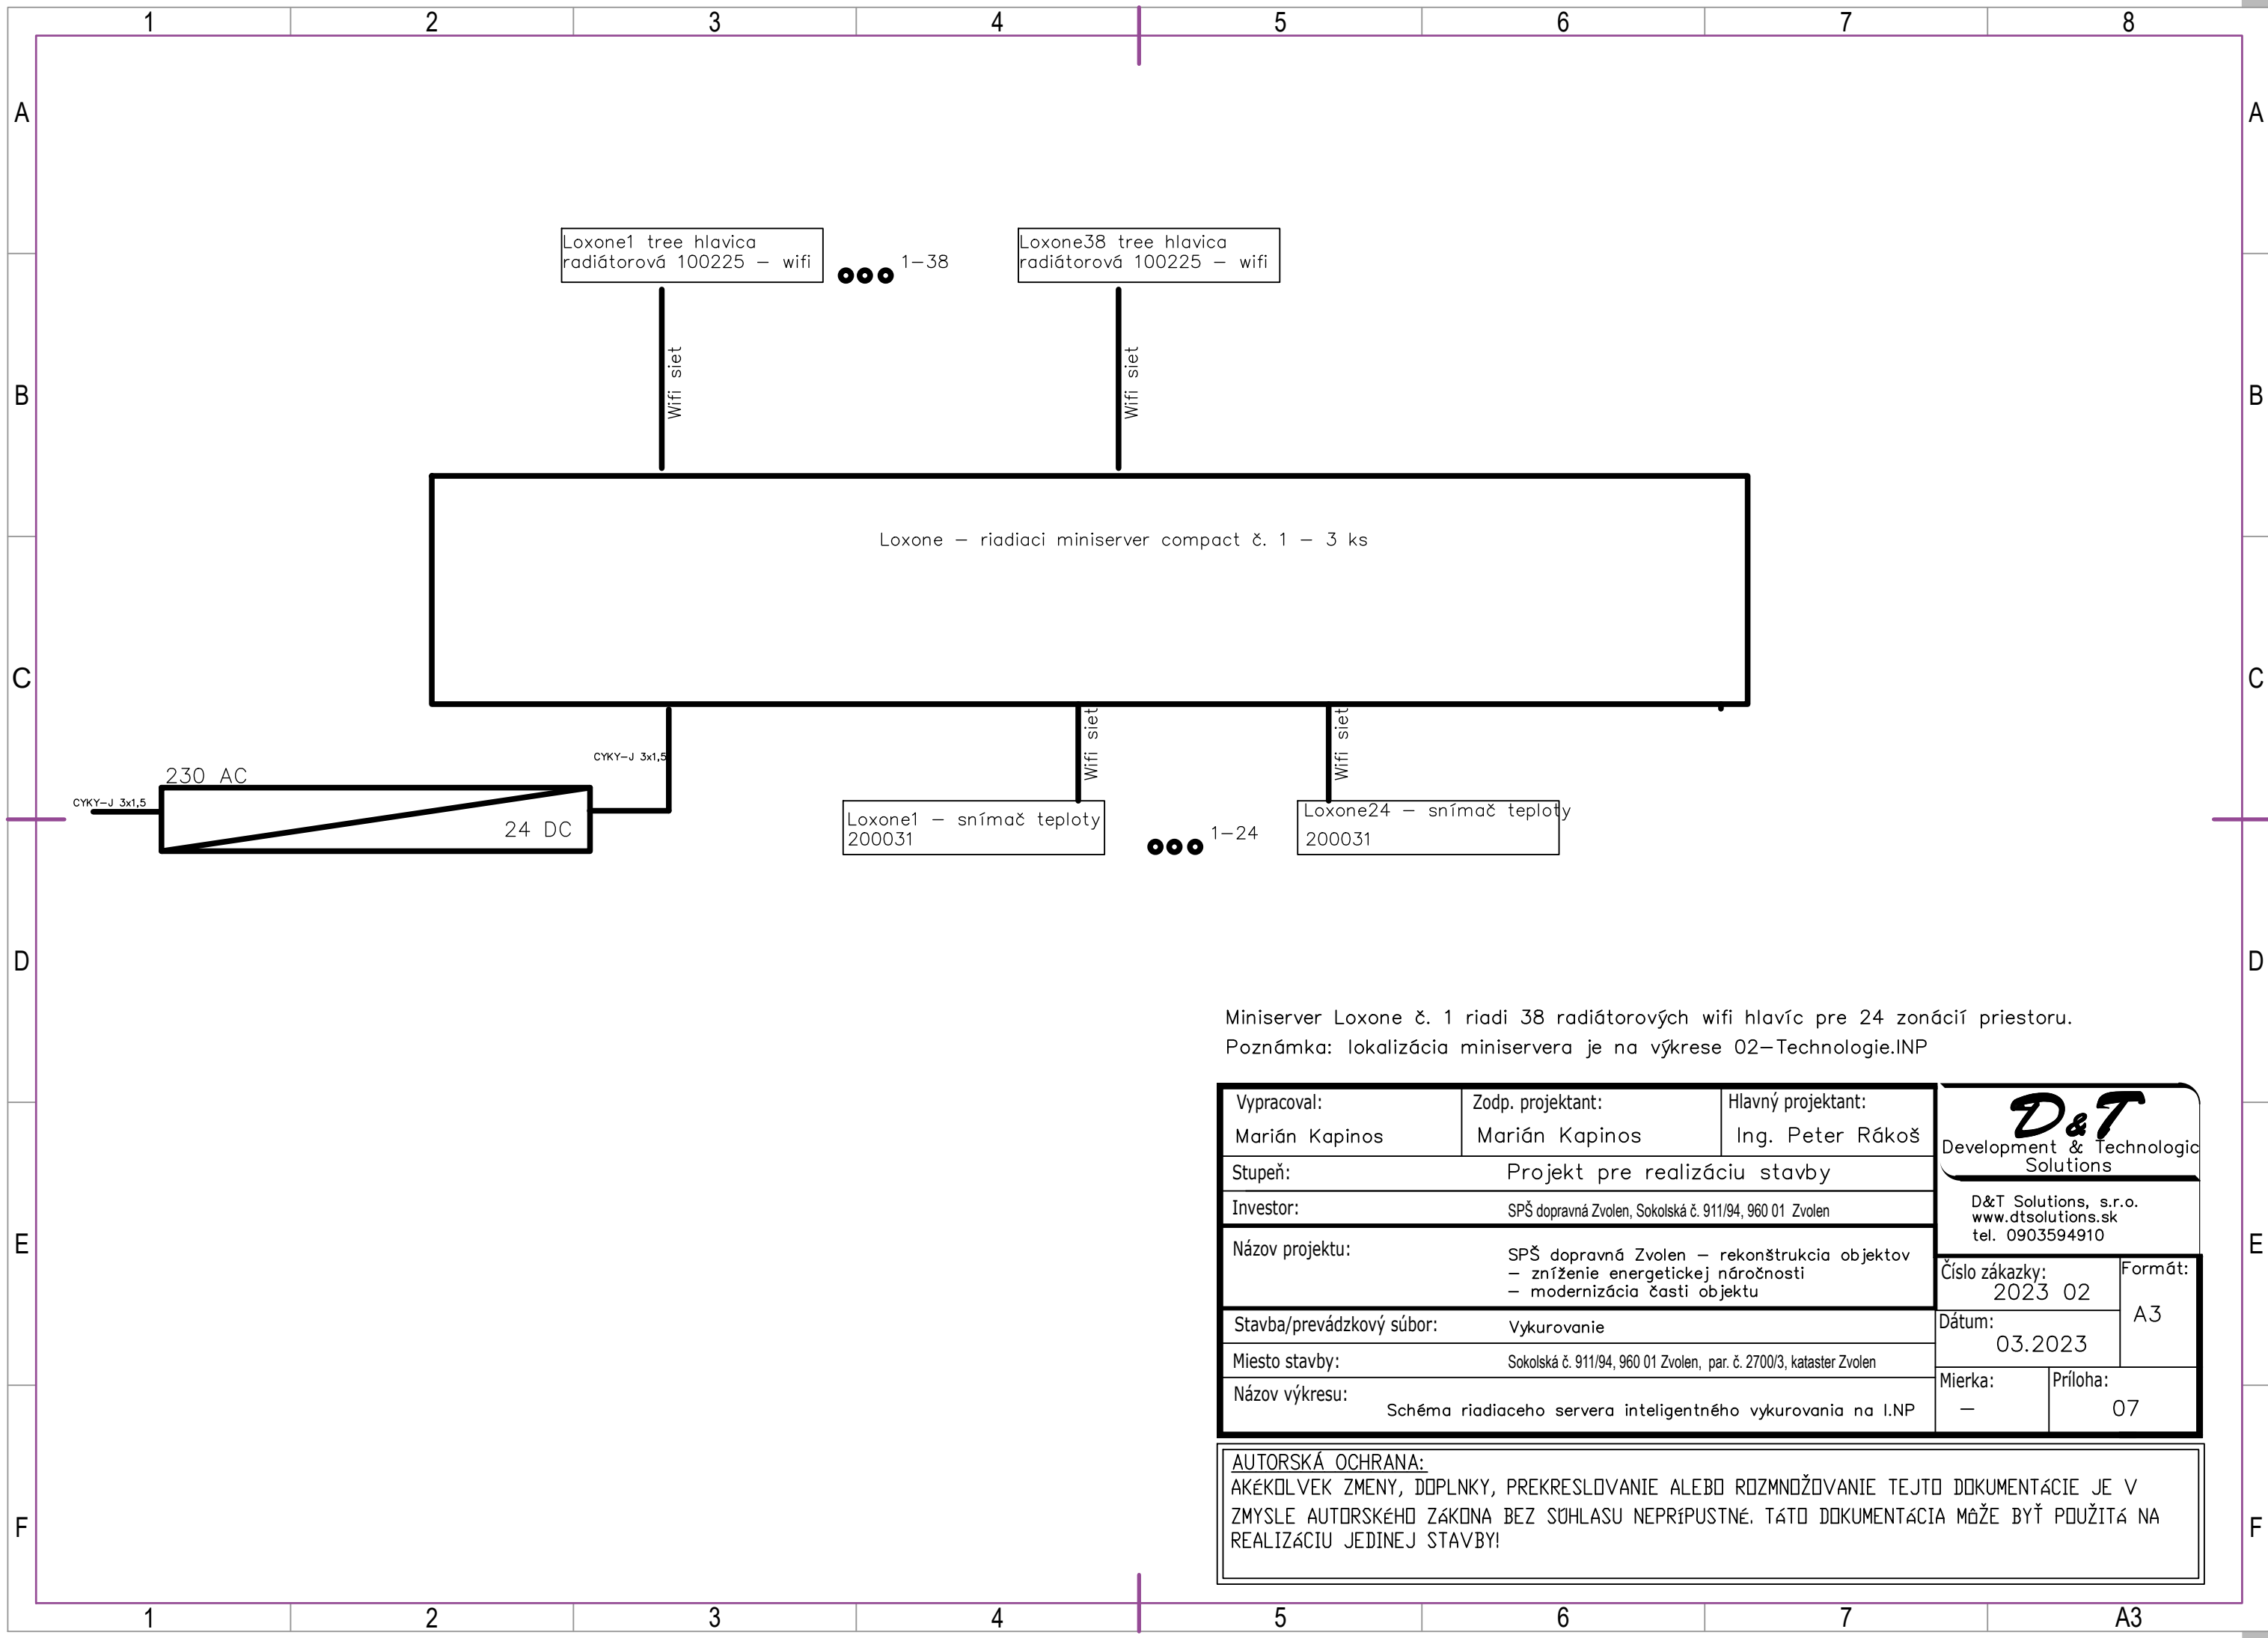 1 2 3 4 5 6 7 8
A A
Loxone1 tree hlavica
radiátorová 100225 – wifi
1–38
Loxone38 tree hlavica
radiátorová 100225 – wifi
Wifi siet
Wifi siet
B B
Loxone – riadiaci miniserver compact č. 1 – 3 ks
C C
CYKY–J 3x1,5
230 AC
24 DC
CYKY–J 3x1,5
Wifi siet
Wifi siet
Loxone1 – snímač teploty
200031
1–24
Loxone24 – snímač teploty
200031
D D
Miniserver Loxone č. 1 riadi 38 radiátorových wifi hlavíc pre 24 zonácií priestoru.
Poznámka: lokalizácia miniservera je na výkrese 02–Technologie.INP
Vypracoval:
Marián Kapinos
Zodp. projektant:
Marián Kapinos
Hlavný projektant:
Ing. Peter Rákoš
D&T
Development & Technologic
Solutions
Stupeň: Projekt pre realizáciu stavby
Investor: SPŠ dopravná Zvolen, Sokolská č. 911/94, 960 01 Zvolen
D&T Solutions, s.r.o.
www.dtsolutions.sk
tel. 0903594910
E E
Názov projektu: SPŠ dopravná Zvolen – rekonštrukcia objektov
– zníženie energetickej náročnosti
– modernizácia časti objektu
Číslo zákazky:
2023 02
Formát:
A3
Stavba/prevádzkový súbor: Vykurovanie
Dátum:
03.2023
Miesto stavby: Sokolská č. 911/94, 960 01 Zvolen, par. č. 2700/3, kataster Zvolen
Názov výkresu:
Schéma riadiaceho servera inteligentného vykurovania na I.NP
Mierka:
–
Príloha:
07
AUTORSKÁ OCHRANA:
AKÉKOLVEK ZMENY, DOPLNKY, PREKRESLOVANIE ALEBO ROZMNOŽOVANIE TEJTO DOKUMENTÁCIE JE V
ZMYSLE AUTORSKÉHO ZÁKONA BEZ SÚHLASU NEPRÍPUSTNÉ. TÁTO DOKUMENTÁCIA MÔŽE BYŤ POUŽITÁ NA
REALIZÁCIU JEDINEJ STAVBY!
F F
1 2 3 4 5 6 7 A3